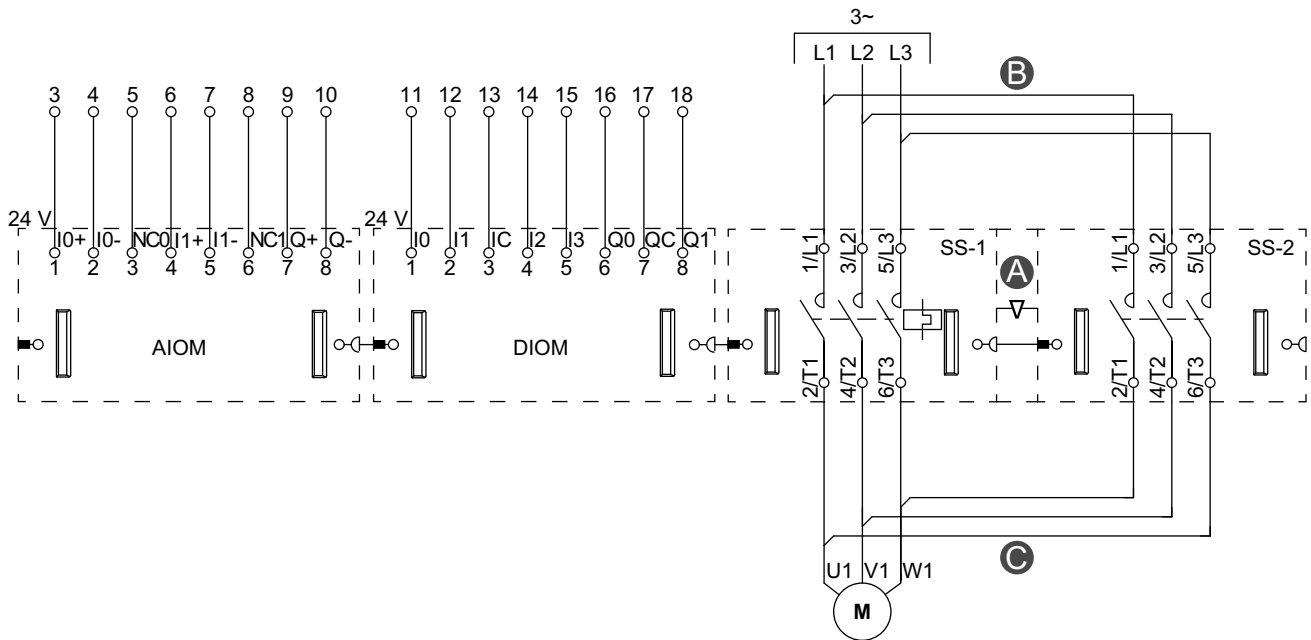 3~
L1 L2 L3
B
3 4 5 6 7 8 9 10 11 12 13 14 15 16 17 18
24 V I0+ I0- NC0 I1+ I1- NC1 Q+ Q- 24 V I0 I1 IC I2 I3 Q0 QC Q1
1/L1 3/L2 5/L3 SS-1 1/L1 3/L2 5/L3 SS-2
1 2 3 4 5 6 7 8 1 2 3 4 5 6 7 8
A
AIOM DIOM
2/T1 4/T2 6/T3 2/T1 4/T2 6/T3
C
U1 V1 W1
M